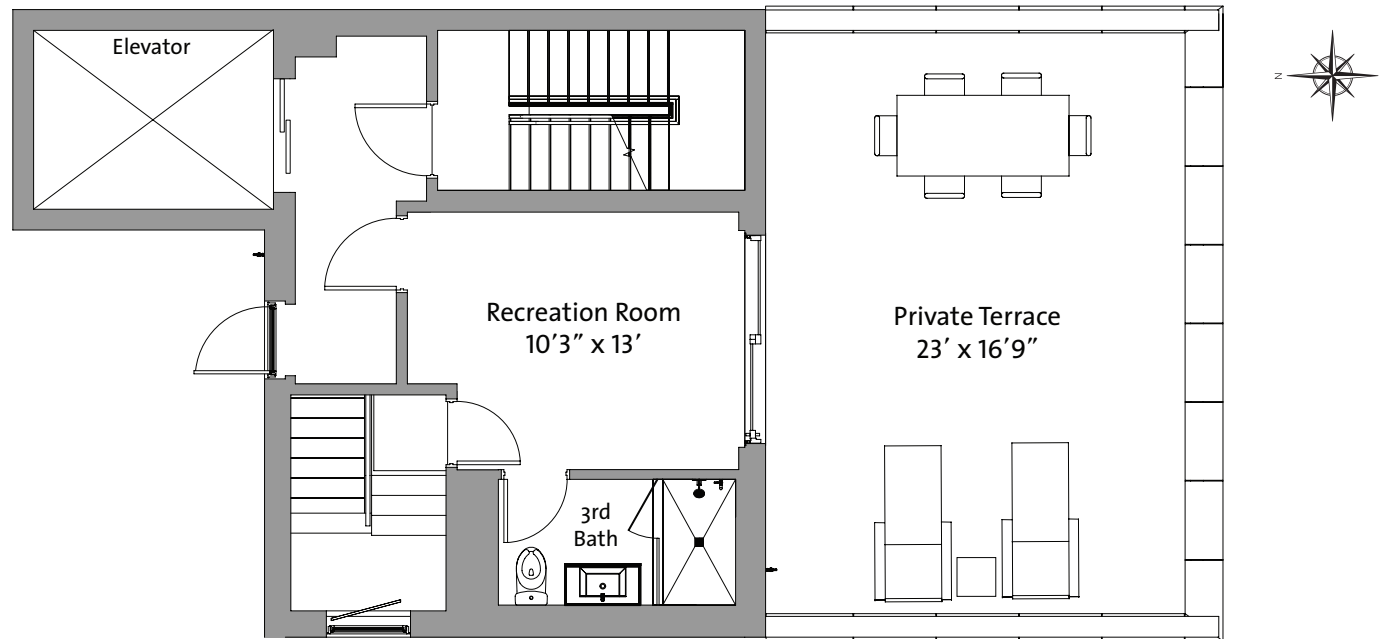 Elevator
N
Recreation Room
10′3″ x 13′
Private Terrace
23′ x 16′9″
3rd
Bath